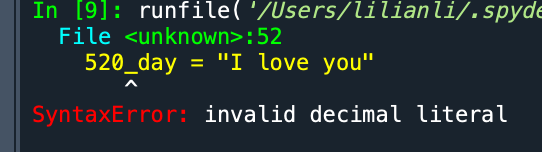 In [9]: runfile('/Users/lilianli/.spyde
File <unknown>:52
520_day = "I love you"
^
SyntaxError: invalid decimal literal